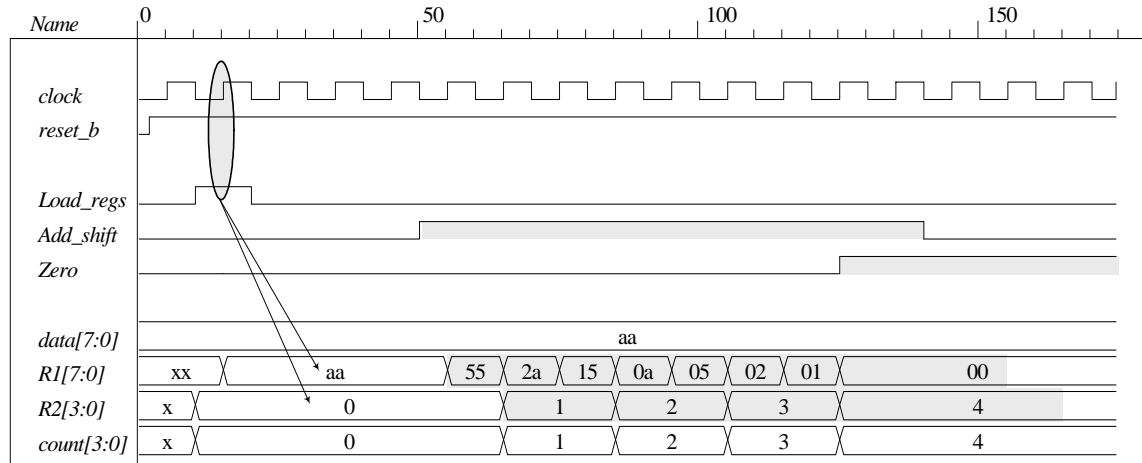 Name 0 50 100 150
clock
reset_b
Load_regs
Add_shift
Zero
data[7:0] aa
R1[7:0] xx aa 55 2a 15 0a 05 02 01 00
R2[3:0] x 0 1 2 3 4
count[3:0] x 0 1 2 3 4